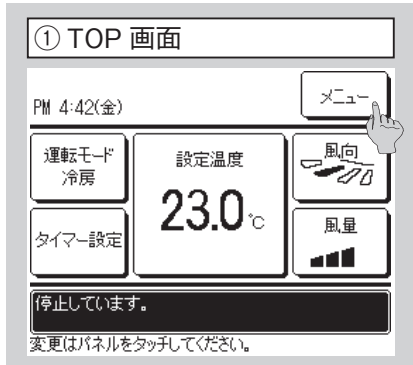 ① TOP 画面
メニュー
PM 4:42(金)
運転モード
冷房
設定温度
風向
23.0℃
タイマー設定
風量
停止しています。
変更はパネルをタッチしてください。